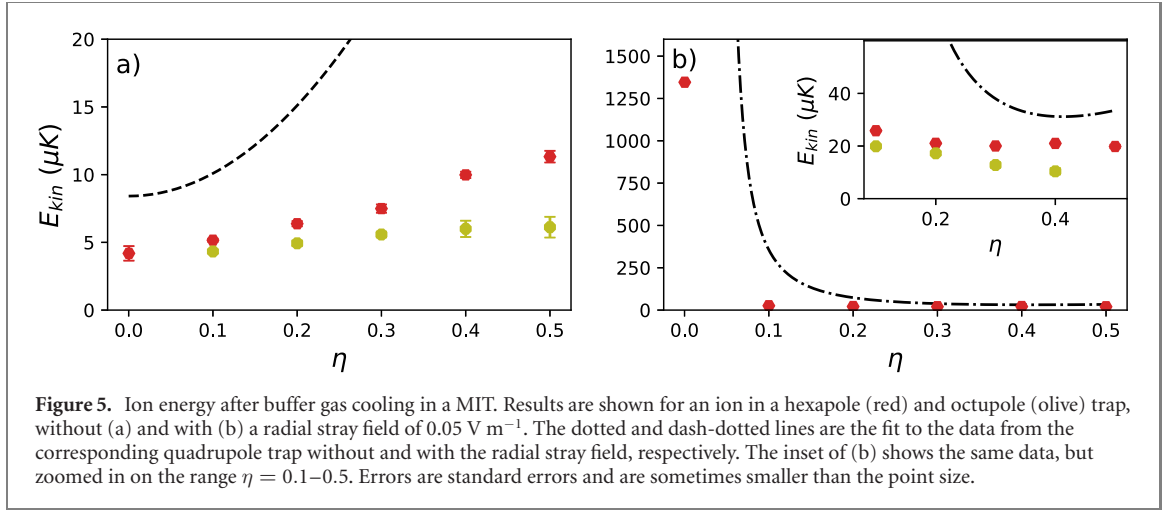 a)
20
15
10
5
0
E_kin (μK)
0.0 0.1 0.2 0.3 0.4 0.5
η
b)
1500
1250
1000
750
500
250
0
0.0 0.1 0.2 0.3 0.4 0.5
η
40
20
0
E_kin (μK)
0.2 0.4
η
Figure 5. Ion energy after buffer gas cooling in a MIT. Results are shown for an ion in a hexapole (red) and octupole (olive) trap,
without (a) and with (b) a radial stray field of 0.05 V m⁻¹. The dotted and dash-dotted lines are the fit to the data from the
corresponding quadrupole trap without and with the radial stray field, respectively. The inset of (b) shows the same data, but
zoomed in on the range η = 0.1–0.5. Errors are standard errors and are sometimes smaller than the point size.